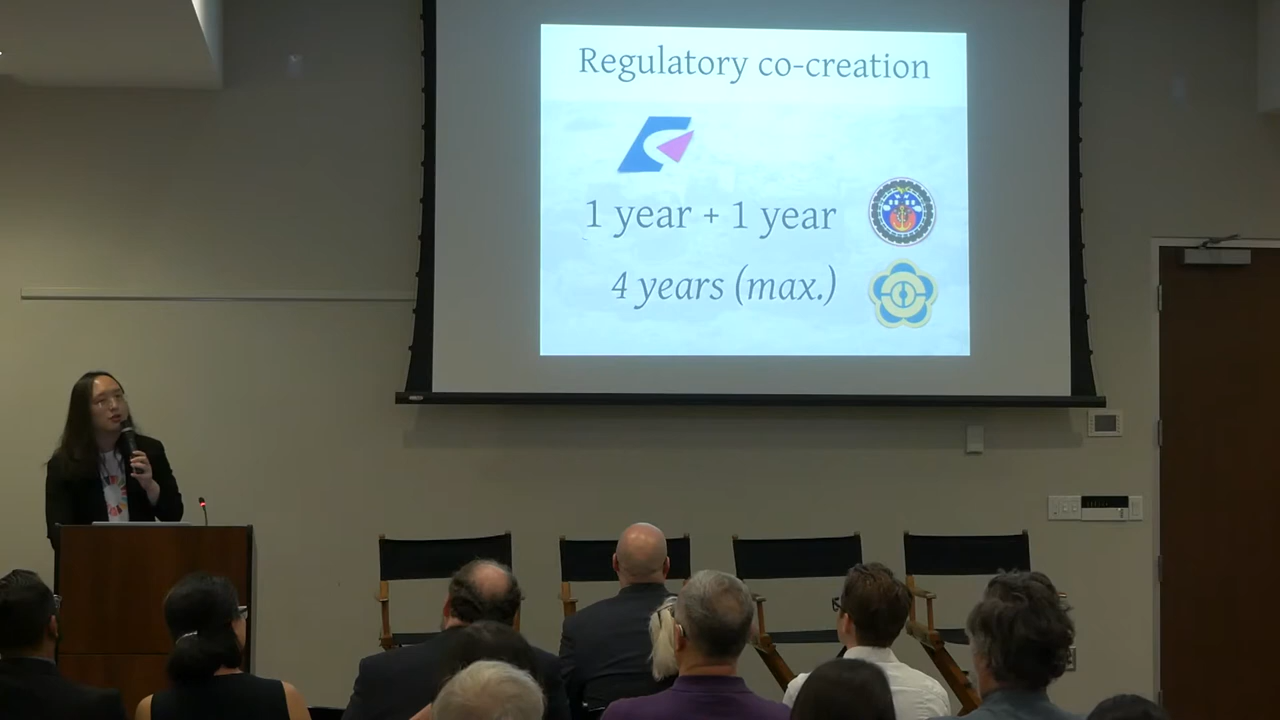 Regulatory co-creation
1 year + 1 year
4 years (max.)